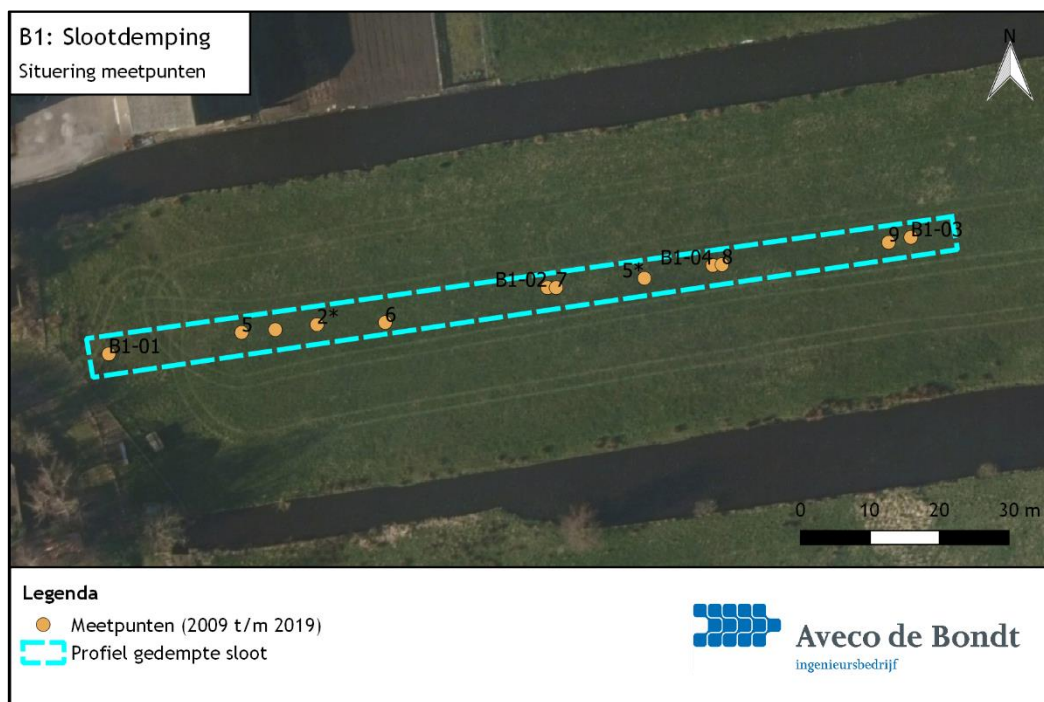 B1: Slootdemping
Situering meetpunten
N
9 B1-03
B1-04 8
5*
B1-02 7
5 2* 6
B1-01
0 10 20 30 m
Legenda
Meetpunten (2009 t/m 2019)
Profiel gedempte sloot
Aveco de Bondt
ingenieursbedrijf